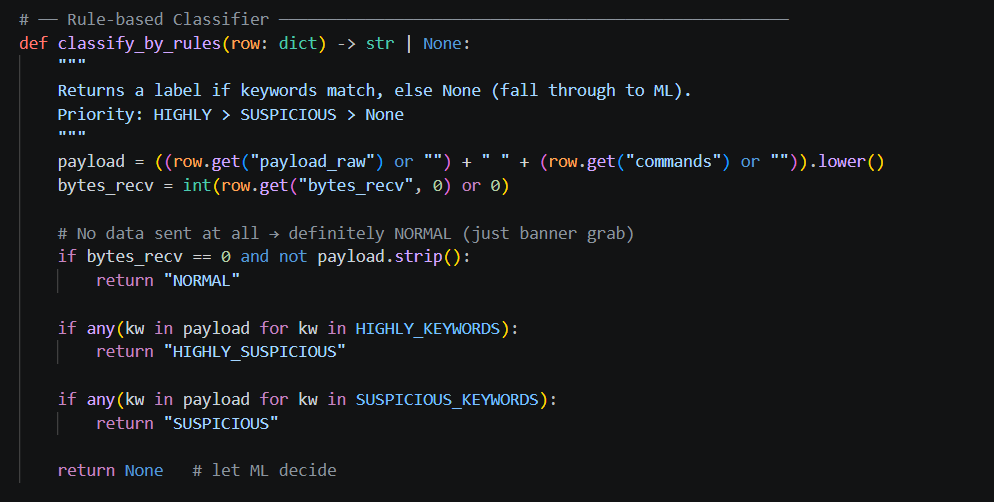 # ── Rule-based Classifier ──────────────────────────────────────────────────
def classify_by_rules(row: dict) -> str | None:
    """
    Returns a label if keywords match, else None (fall through to ML).
    Priority: HIGHLY > SUSPICIOUS > None
    """
    payload = ((row.get("payload_raw") or "") + " " + (row.get("commands") or "")).lower()
    bytes_recv = int(row.get("bytes_recv", 0) or 0)

    # No data sent at all → definitely NORMAL (just banner grab)
    if bytes_recv == 0 and not payload.strip():
        return "NORMAL"

    if any(kw in payload for kw in HIGHLY_KEYWORDS):
        return "HIGHLY_SUSPICIOUS"

    if any(kw in payload for kw in SUSPICIOUS_KEYWORDS):
        return "SUSPICIOUS"

    return None   # let ML decide